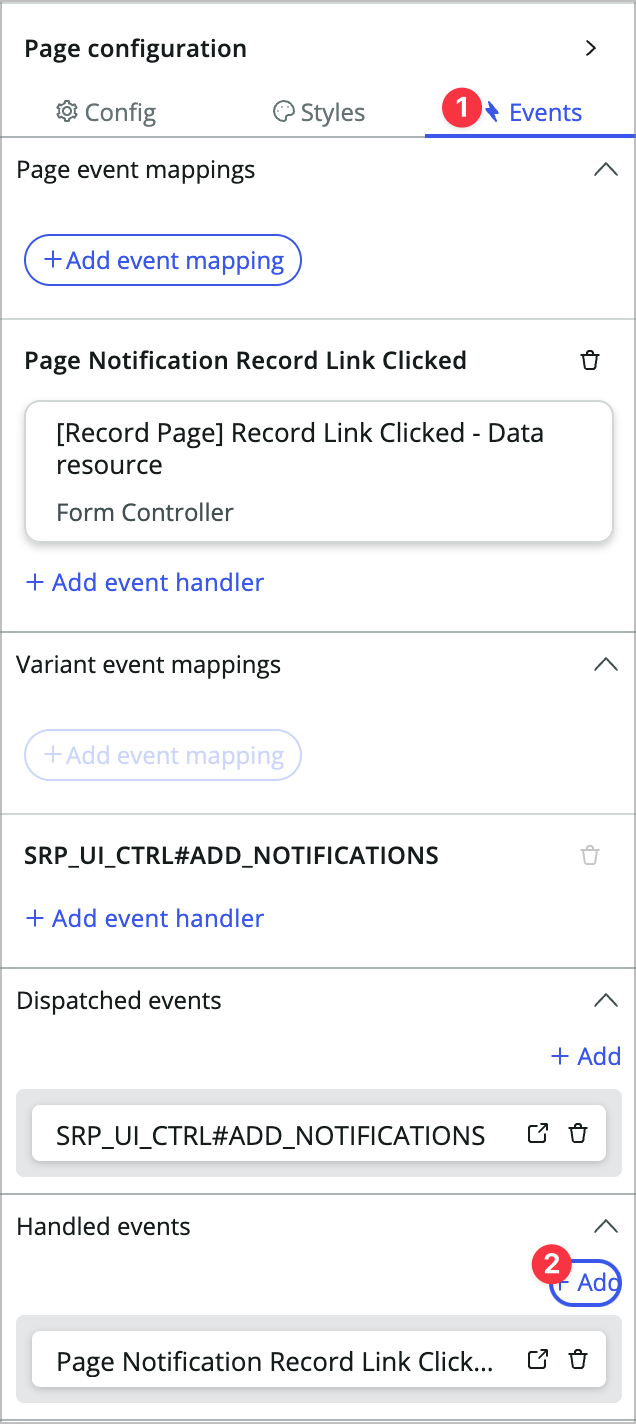 Page configuration
Config
Styles
1
Events
Page event mappings
+ Add event mapping
Page Notification Record Link Clicked
[Record Page] Record Link Clicked - Data
resource
Form Controller
+ Add event handler
Variant event mappings
+ Add event mapping
SRP_UI_CTRL#ADD_NOTIFICATIONS
+ Add event handler
Dispatched events
+ Add
SRP_UI_CTRL#ADD_NOTIFICATIONS
Handled events
2
+ Add
Page Notification Record Link Click...